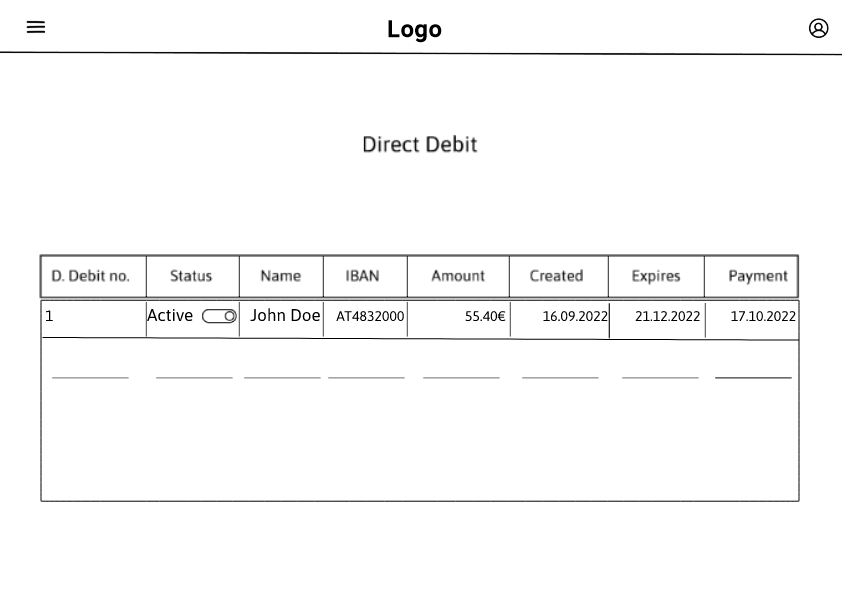 Logo
Direct Debit
D. Debit no. Status Name IBAN Amount Created Expires Payment
1 Active John Doe AT4832000 55.40€ 16.09.2022 21.12.2022 17.10.2022